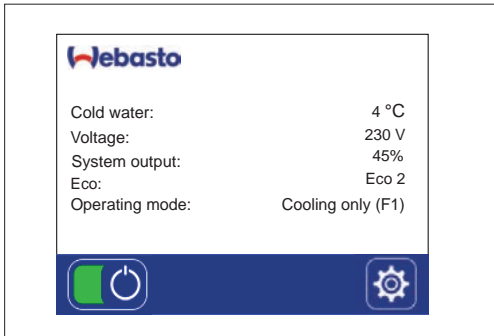 Webasto
Cold water: 4 °C
Voltage: 230 V
System output: 45%
Eco: Eco 2
Operating mode: Cooling only (F1)